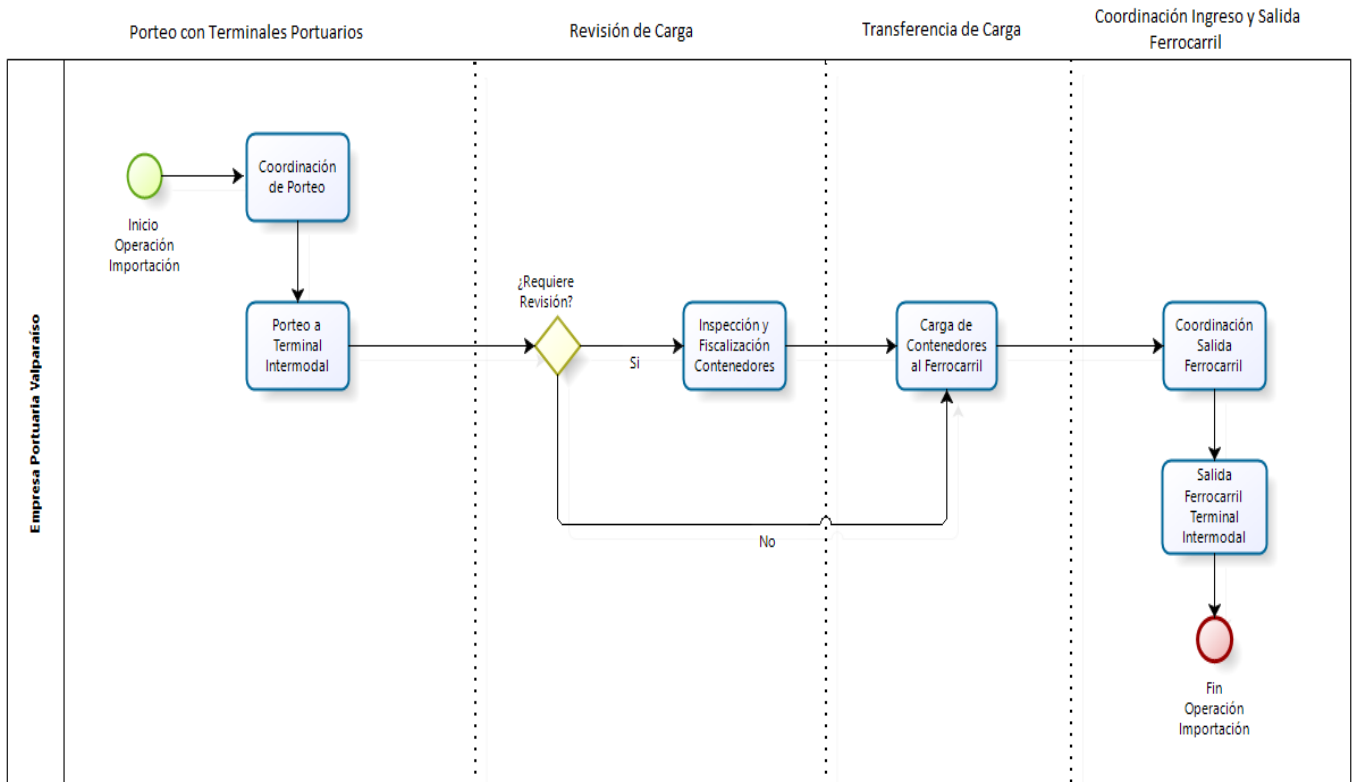 Porteo con Terminales Portuarios
Revisión de Carga
Transferencia de Carga
Coordinación Ingreso y Salida
Ferrocarril
Empresa Portuaria Valparaíso
Inicio
Operación
Importación
Coordinación
de Porteo
Porteo a
Terminal
Intermodal
¿Requiere
Revisión?
Si
No
Inspección y
Fiscalización
Contenedores
Carga de
Contenedores
al Ferrocarril
Coordinación
Salida
Ferrocarril
Salida
Ferrocarril
Terminal
Intermodal
Fin
Operación
Importación